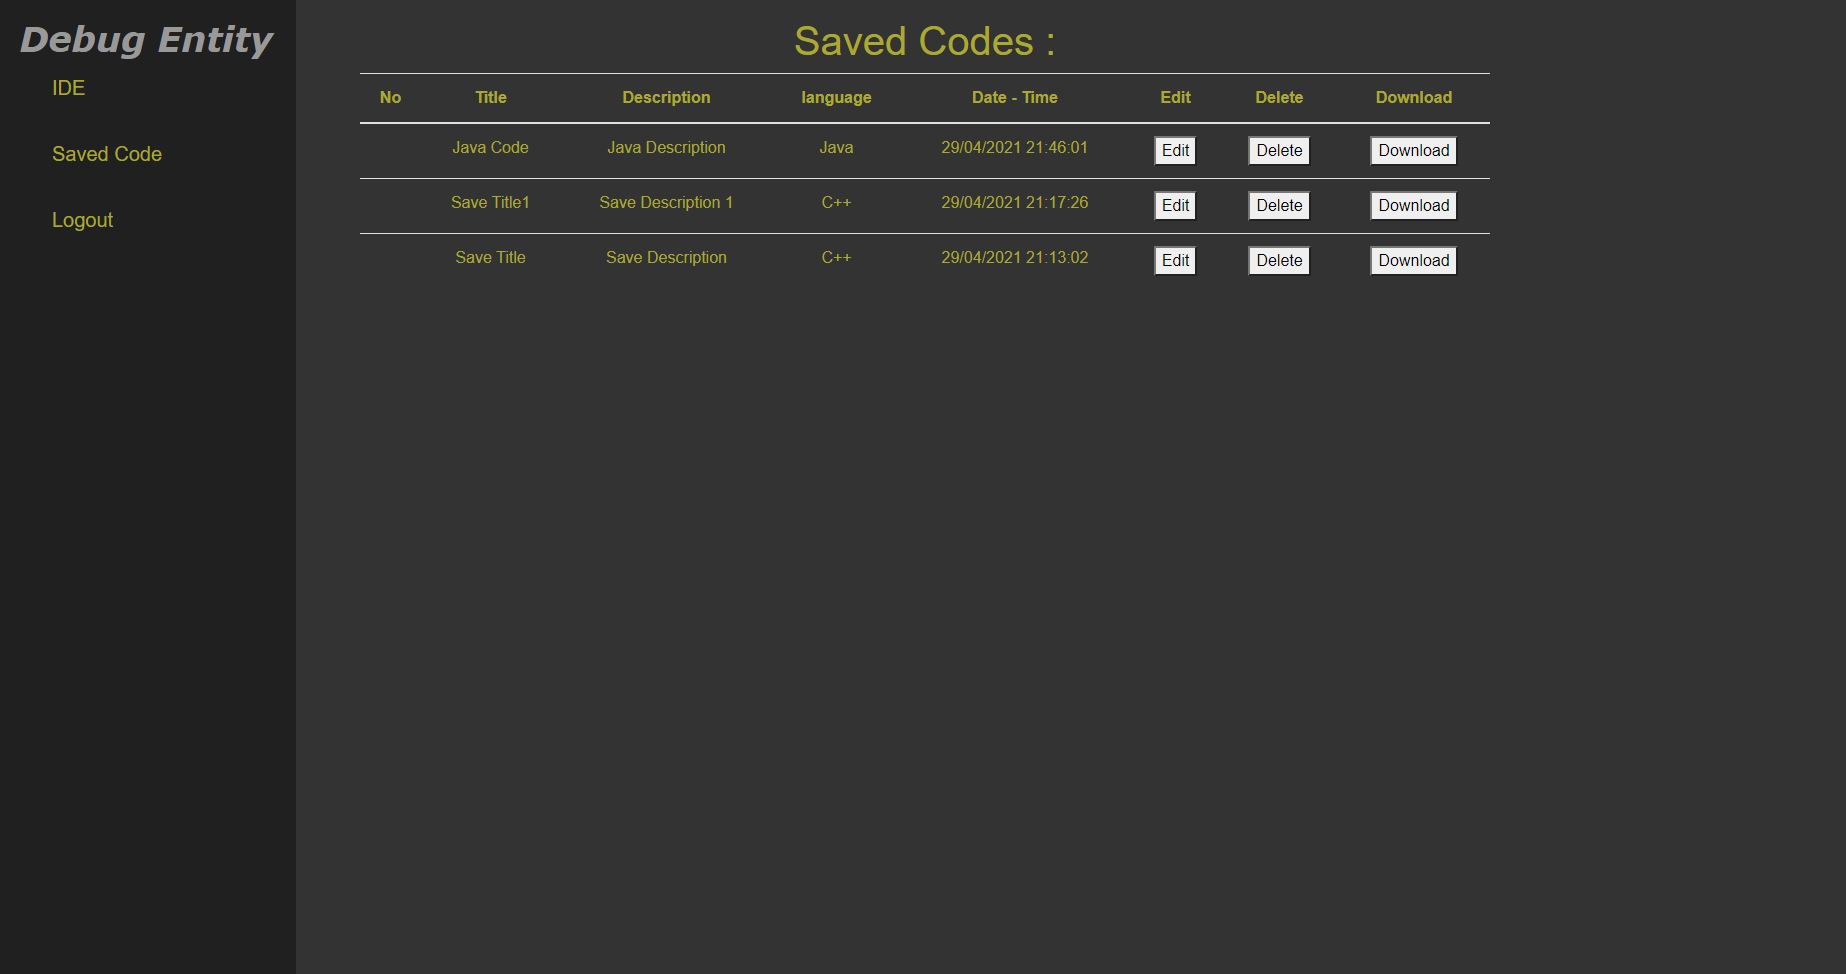 Debug Entity
IDE
Saved Code
Logout
Saved Codes :
No Title Description language Date - Time Edit Delete Download
Java Code Java Description Java 29/04/2021 21:46:01 Edit Delete Download
Save Title1 Save Description 1 C++ 29/04/2021 21:17:26 Edit Delete Download
Save Title Save Description C++ 29/04/2021 21:13:02 Edit Delete Download